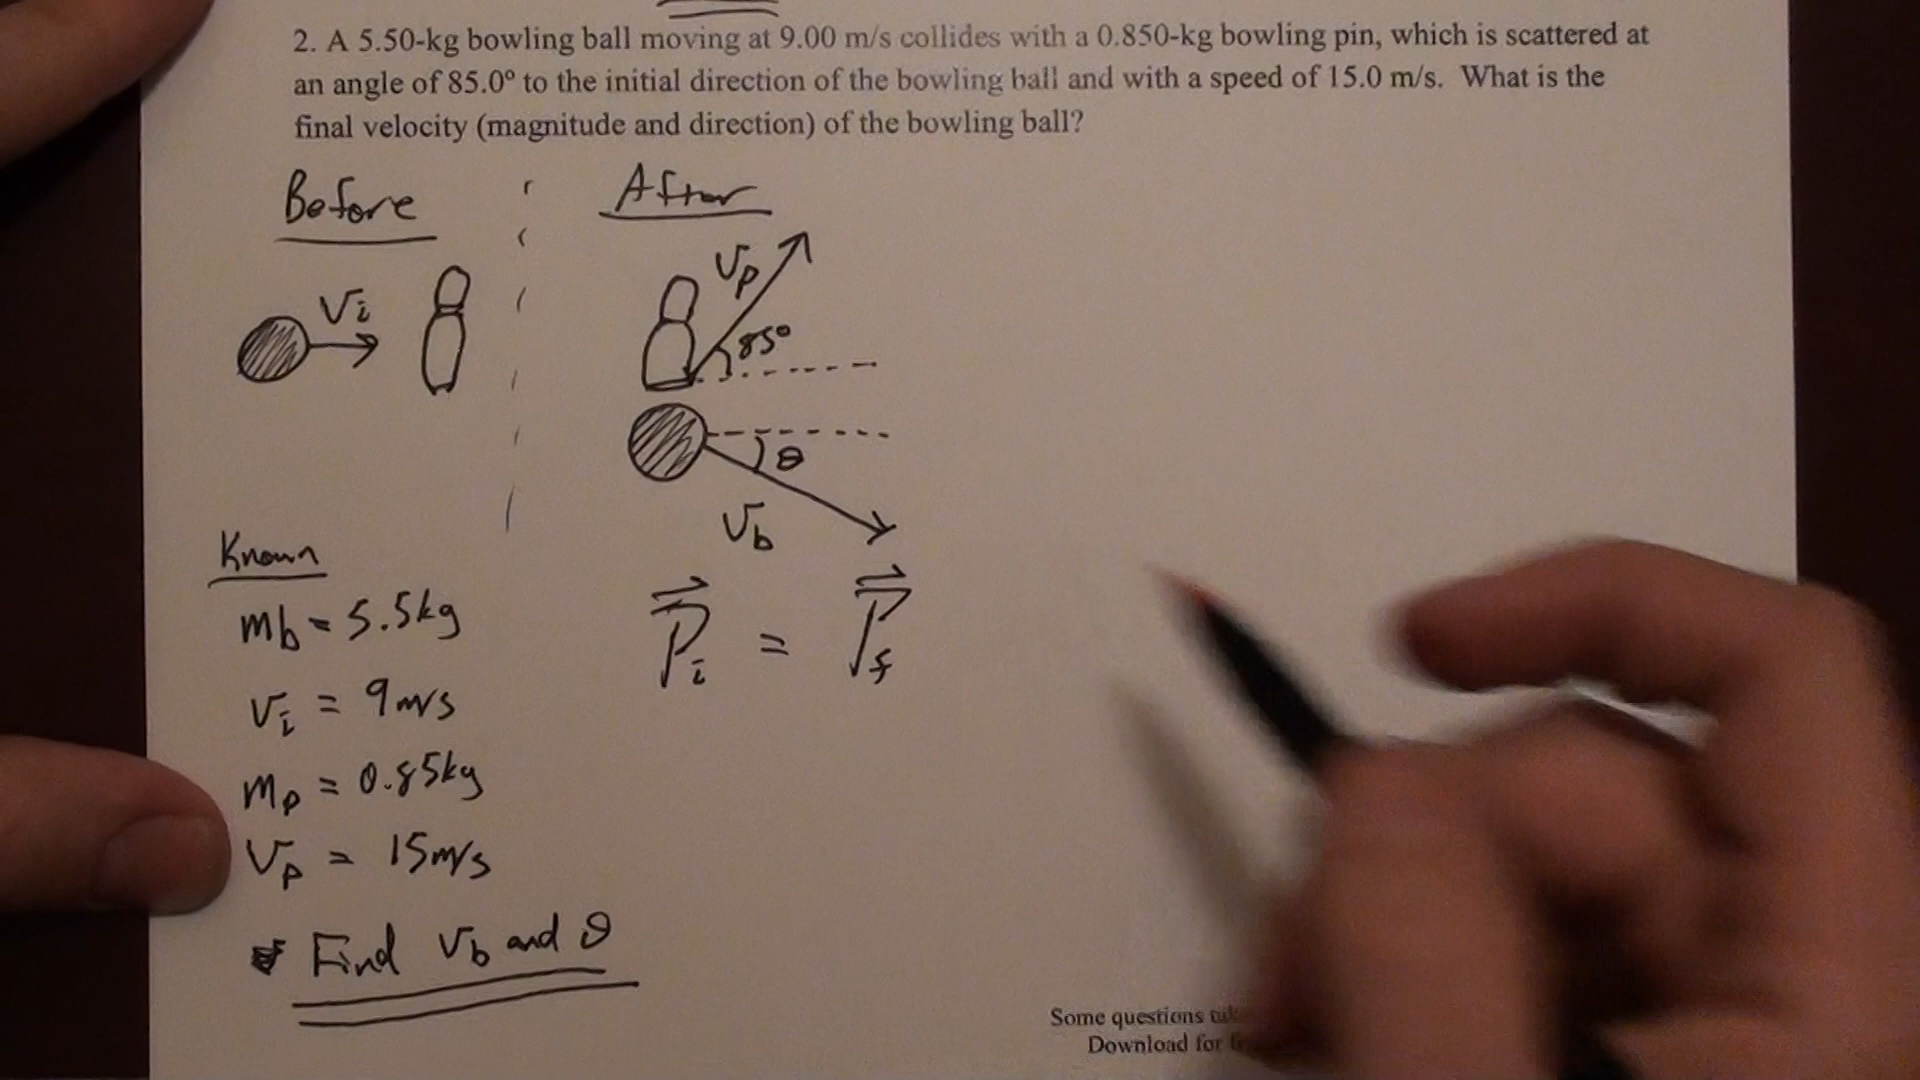 2. A 5.50-kg bowling ball moving at 9.00 m/s collides with a 0.850-kg bowling pin, which is scattered at
an angle of 85.0º to the initial direction of the bowling ball and with a speed of 15.0 m/s. What is the
final velocity (magnitude and direction) of the bowling ball?
Before
After
Vi
Vp
85°
θ
Vb
Known
mb = 5.5kg
Vi = 9m/s
mp = 0.85kg
Vp = 15m/s
Find Vb and θ
Pi = Pf
Some questions
Download for